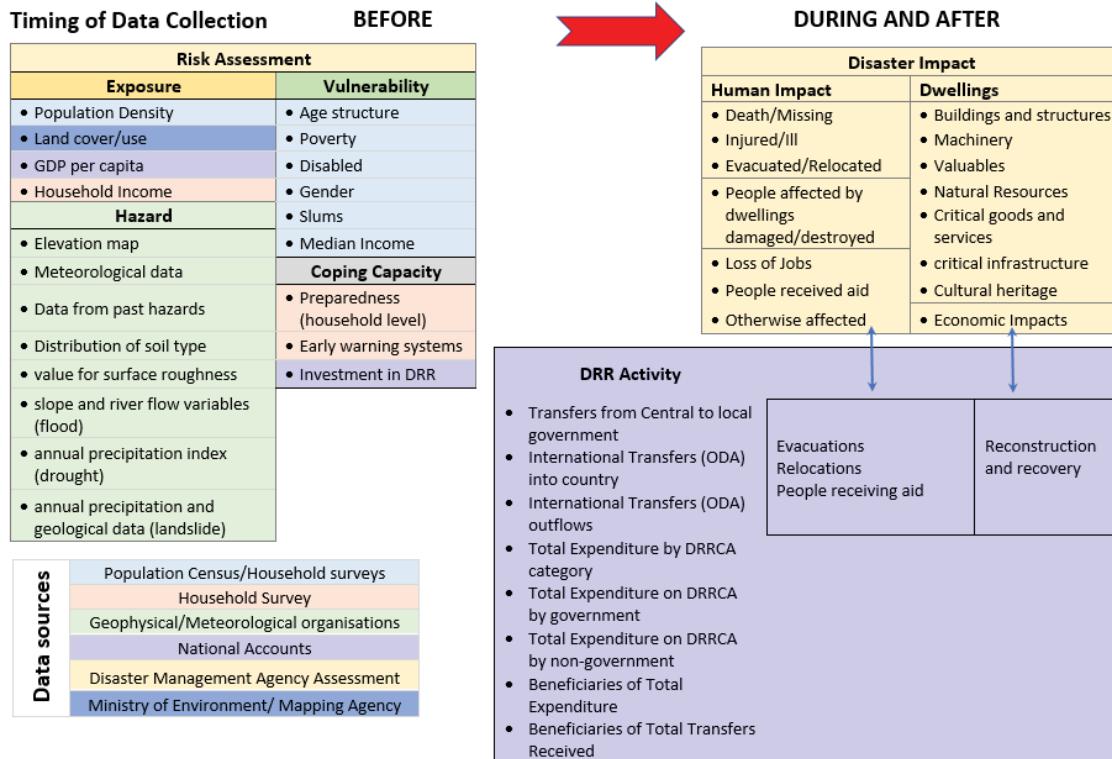 Timing of Data Collection
BEFORE
DURING AND AFTER
Risk Assessment
Exposure
• Population Density
• Land cover/use
• GDP per capita
• Household Income
Hazard
• Elevation map
• Meteorological data
• Data from past hazards
• Distribution of soil type
• value for surface roughness
• slope and river flow variables
(flood)
• annual precipitation index
(drought)
• annual precipitation and
geological data (landslide)
Vulnerability
• Age structure
• Poverty
• Disabled
• Gender
• Slums
• Median Income
Coping Capacity
• Preparedness
(household level)
• Early warning systems
• Investment in DRR
Disaster Impact
Human Impact
• Death/Missing
• Injured/Ill
• Evacuated/Relocated
• People affected by
dwellings
damaged/destroyed
• Loss of Jobs
• People received aid
• Otherwise affected
Dwellings
• Buildings and structures
• Machinery
• Valuables
• Natural Resources
• Critical goods and
services
• critical infrastructure
• Cultural heritage
• Economic Impacts
DRR Activity
• Transfers from Central to local
government
• International Transfers (ODA)
into country
• International Transfers (ODA)
outflows
• Total Expenditure by DRRCA
category
• Total Expenditure on DRRCA
by government
• Total Expenditure on DRRCA
by non-government
• Beneficiaries of Total
Expenditure
• Beneficiaries of Total Transfers
Received
Evacuations
Relocations
People receiving aid
Reconstruction
and recovery
Data sources
Population Census/Household surveys
Household Survey
Geophysical/Meteorological organisations
National Accounts
Disaster Management Agency Assessment
Ministry of Environment/ Mapping Agency